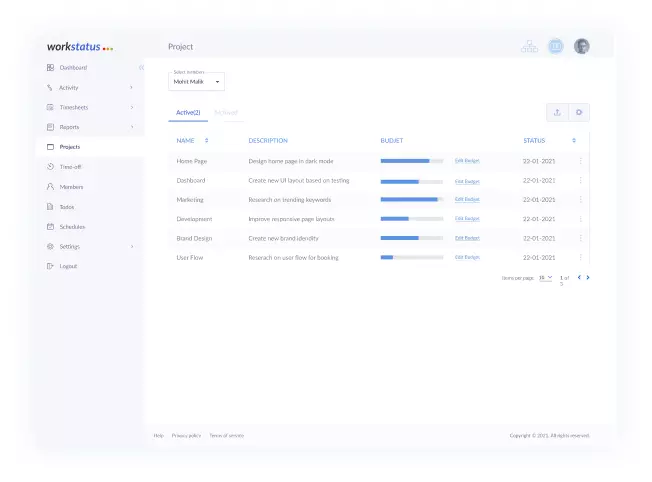 workstatus
Project
Dashboard
Select members
Mohit Malik
Activity
Timesheets
Active(2) Archived
Reports
NAME DESCRIPTION BUDJET STATUS
Projects
Home Page Design home page in dark mode Edit Budget 22-01-2021
Time-off
Dashboard Create new UI layout based on testing Edit Budget 22-01-2021
Members
Marketing Research on trending keywords Edit Budget 22-01-2021
Todos
Development Improve responsive page layouts Edit Budget 22-01-2021
Schedules
Brand Design Create new brand identity Edit Budget 22-01-2021
Settings
User Flow Reserach on user flow for booking Edit Budget 22-01-2021
Logout
Items per page 10 1 of
5
Help Privacy policy Terms of service Copyright © 2021. All rights reserved.